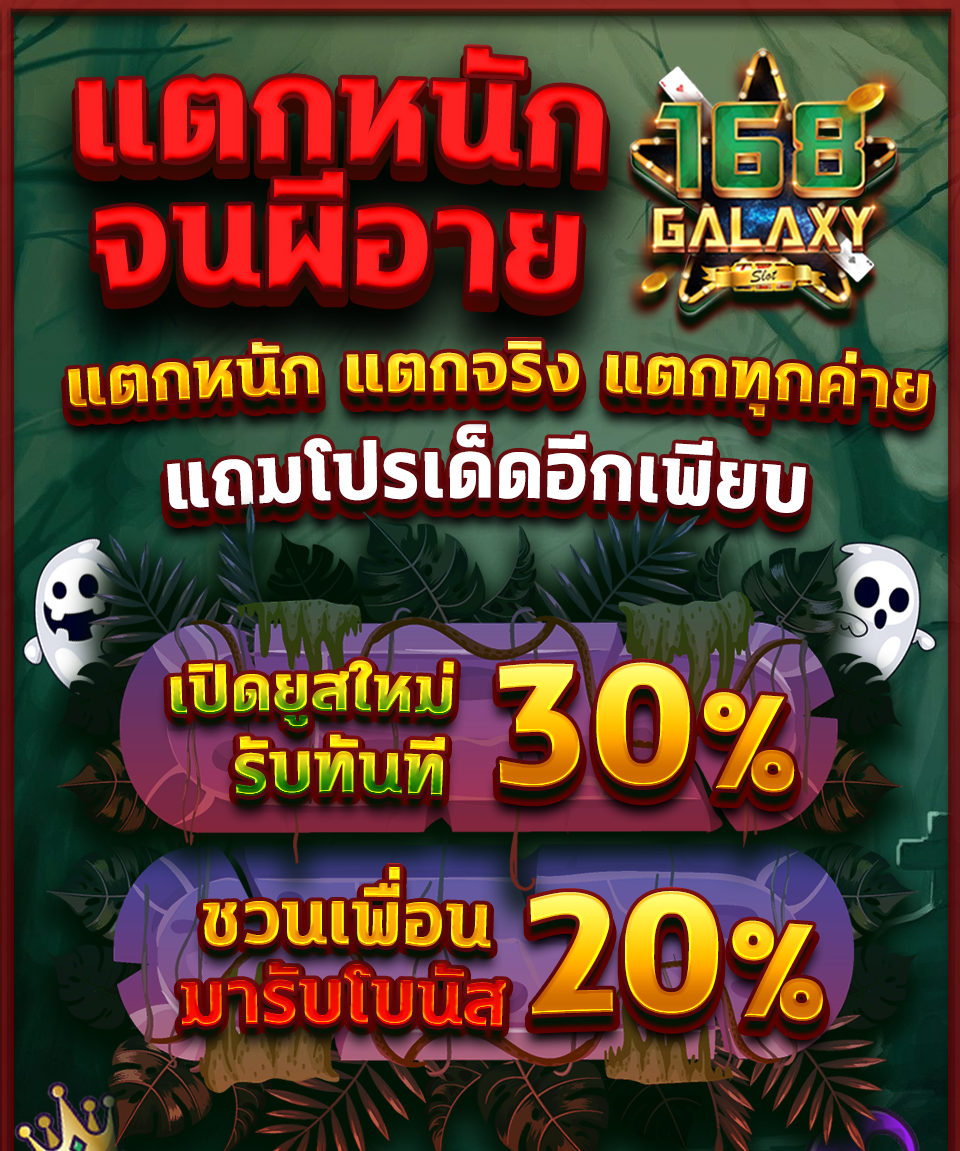 แตกหนัก
จนผีอาย
168
GALAXY
Slot
แตกหนัก แตกจริง แตกทุกค่าย
แถมโปรเด็ดอีกเพียบ
เปิดยูสใหม่
รับทันที
30%
ชวนเพื่อน
มารับโบนัส
20%